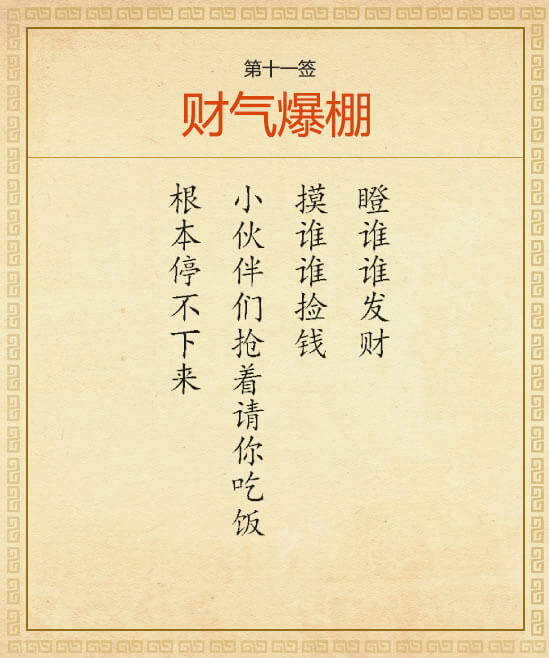 第十一签
财气爆棚
瞪谁谁发财
摸谁谁捡钱
小伙伴们抢着请你吃饭
根本停不下来